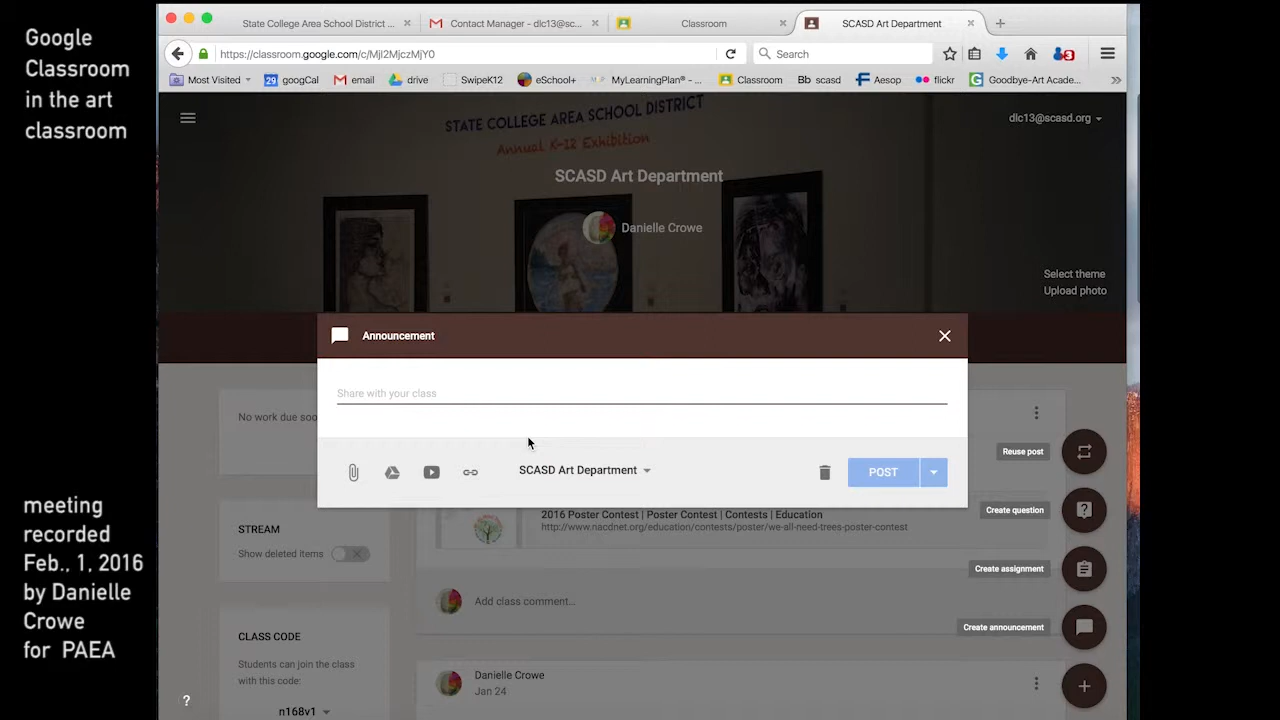 Google
Classroom
in the art
classroom
meeting
recorded
Feb., 1, 2016
by Danielle
Crowe
for PAEA
State College Area School District ...
Contact Manager - dlc13@sc...
Classroom
SCASD Art Department
https://classroom.google.com/c/MjI2MjczMjY0
Search
3
Most Visited
29 googCal
email
drive
SwipeK12
eSchool+
MyLearningPlan® - ...
Classroom
Bb scasd
Aesop
flickr
Goodbye-Art Acade...
STATE COLLEGE AREA SCHOOL DISTRICT
Annual K-12 Exhibition
dlc13@scasd.org
SCASD Art Department
Danielle Crowe
Select theme
Upload photo
Announcement
Share with your class
SCASD Art Department
POST
No work due soo
STREAM
Show deleted items
CLASS CODE
Students can join the class
with this code:
n168v1
2016 Poster Contest | Poster Contest | Contests | Education
http://www.nacdnet.org/education/contests/poster/we-all-need-trees-poster-contest
Add class comment...
Danielle Crowe
Jan 24
Reuse post
Create question
Create assignment
Create announcement
?